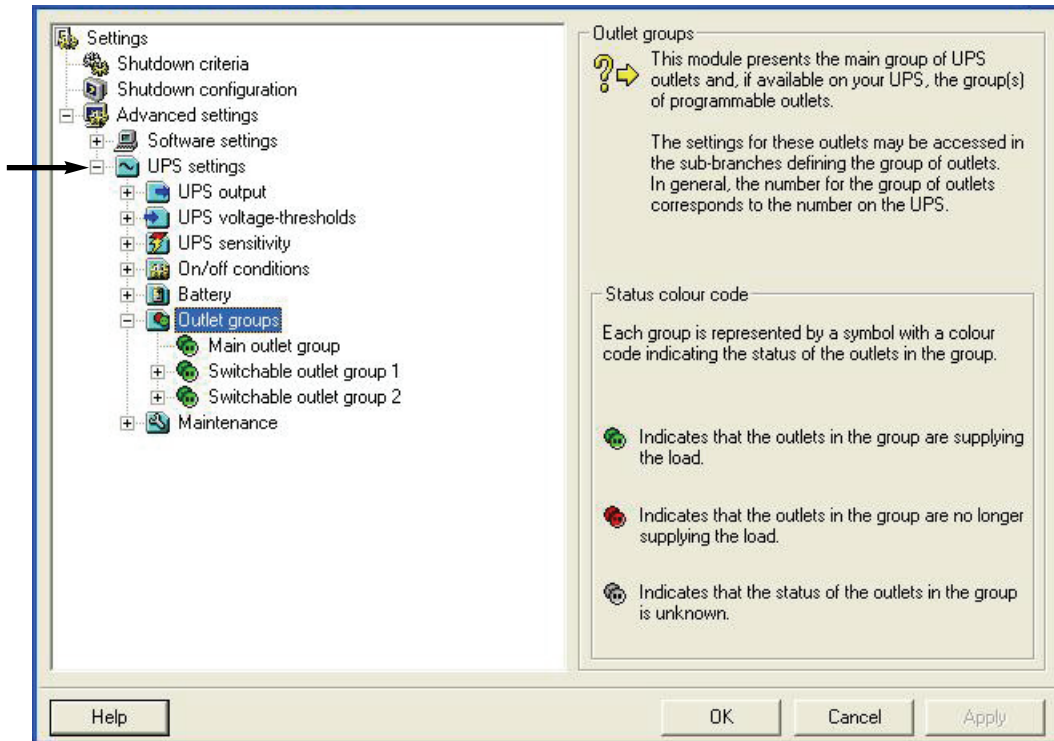 Settings
Shutdown criteria
Shutdown configuration
Advanced settings
Software settings
UPS settings
UPS output
UPS voltage-thresholds
UPS sensitivity
On/off conditions
Battery
Outlet groups
Main outlet group
Switchable outlet group 1
Switchable outlet group 2
Maintenance
Outlet groups
This module presents the main group of UPS
outlets and, if available on your UPS, the group(s)
of programmable outlets.
The settings for these outlets may be accessed in
the sub-branches defining the group of outlets.
In general, the number for the group of outlets
corresponds to the number on the UPS.
Status colour code
Each group is represented by a symbol with a colour
code indicating the status of the outlets in the group.
Indicates that the outlets in the group are supplying
the load.
Indicates that the outlets in the group are no longer
supplying the load.
Indicates that the status of the outlets in the group
is unknown.
Help
OK
Cancel
Apply